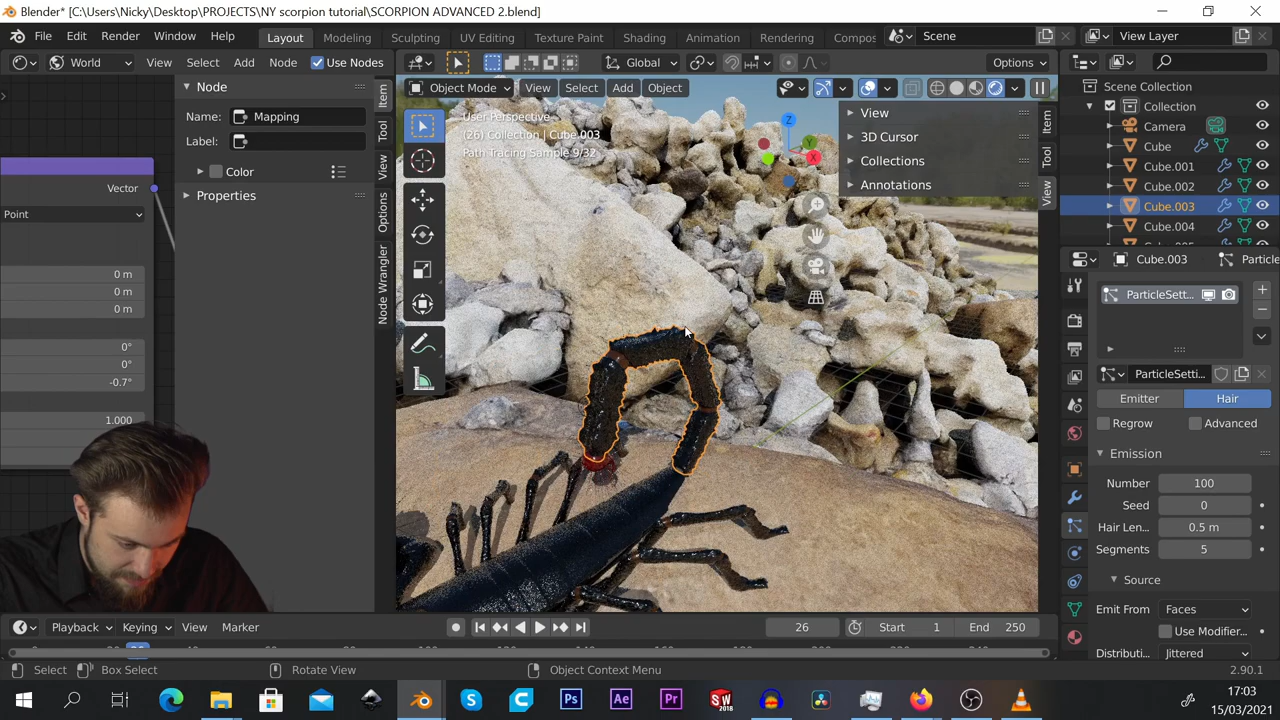 Blender* [C:\Users\Nicky\Desktop\PROJECTS\NY scorpion tutorial\SCORPION ADVANCED 2.blend]
File Edit Render Window Help Layout Modeling Sculpting UV Editing Texture Paint Shading Animation Rendering Compos Scene View Layer
World View Select Add Node Use Nodes Global Options
Object Mode View Select Add Object
Node
Name: Mapping
Label:
Color
Properties
Item
Tool
View
Options
Node Wrangler
Vector
Point
0 m
0 m
0 m
0°
0°
-0.7°
1.000
User Perspective
(26) Collection | Cube.003
Path Tracing Sample 9/32
Z
Y
X
View
3D Cursor
Collections
Annotations
Item
Tool
View
Scene Collection
Collection
Camera
Cube
Cube.001
Cube.002
Cube.003
Cube.004
Cube.003 Particle
ParticleSett...
ParticleSetti...
Emitter Hair
Regrow Advanced
Emission
Number 100
Seed 0
Hair Len... 0.5 m
Segments 5
Source
Emit From Faces
Use Modifier...
Distributi... Jittered
Playback Keying View Marker 26 Start 1 End 250
Select Box Select Rotate View Object Context Menu 2.90.1
17:03
15/03/2021